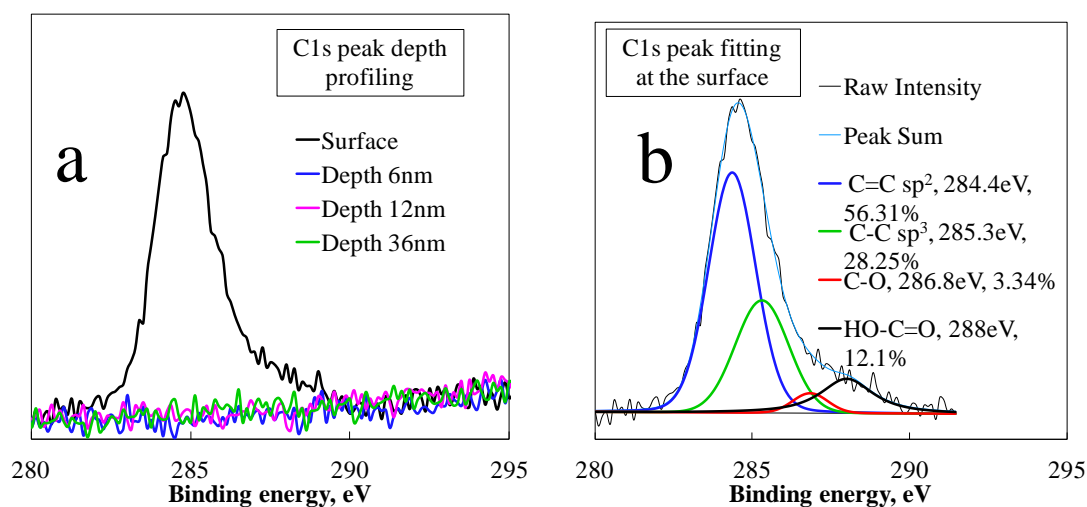 C1s peak depth
profiling
a
Surface
Depth 6nm
Depth 12nm
Depth 36nm
280
285
290
295
Binding energy, eV
C1s peak fitting
at the surface
b
Raw Intensity
Peak Sum
C=C sp², 284.4eV,
56.31%
C-C sp³, 285.3eV,
28.25%
C-O, 286.8eV, 3.34%
HO-C=O, 288eV,
12.1%
280
285
290
295
Binding energy, eV